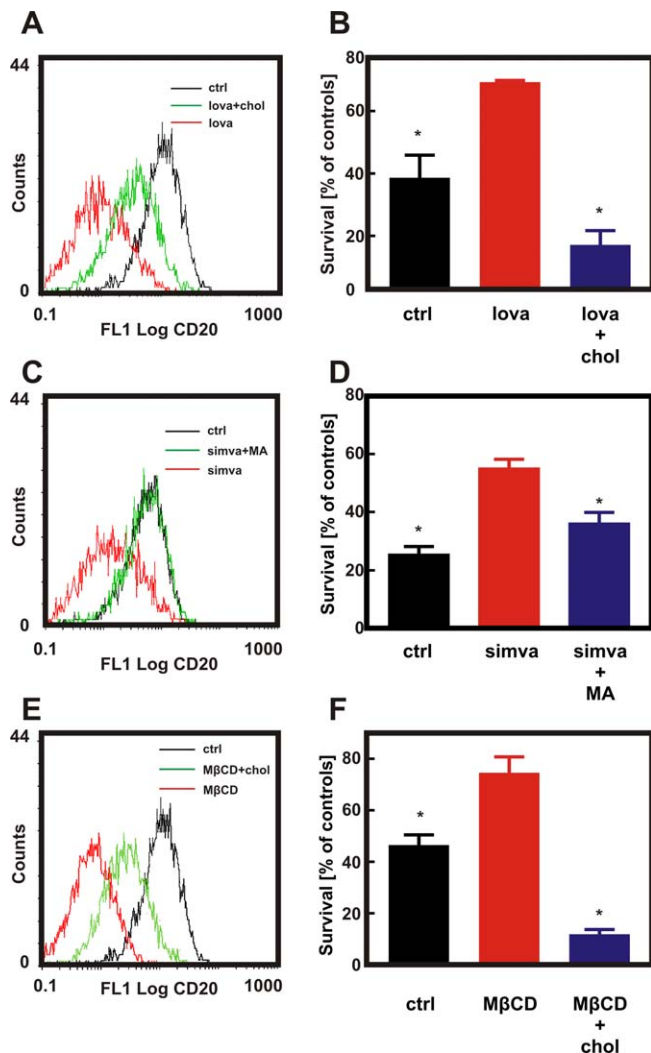 A
44
Counts
0
0.1
1000
FL1 Log CD20
ctrl
lova+chol
lova
B
Survival [% of controls]
80
60
40
20
0
*
*
ctrl
lova
lova
+
chol
C
44
Counts
0
0.1
1000
FL1 Log CD20
ctrl
simva+MA
simva
D
Survival [% of controls]
80
60
40
20
0
*
*
ctrl
simva
simva
+
MA
E
44
Counts
0
0.1
1000
FL1 Log CD20
ctrl
MβCD+chol
MβCD
F
Survival [% of controls]
80
60
40
20
0
*
*
ctrl
MβCD
MβCD
+
chol